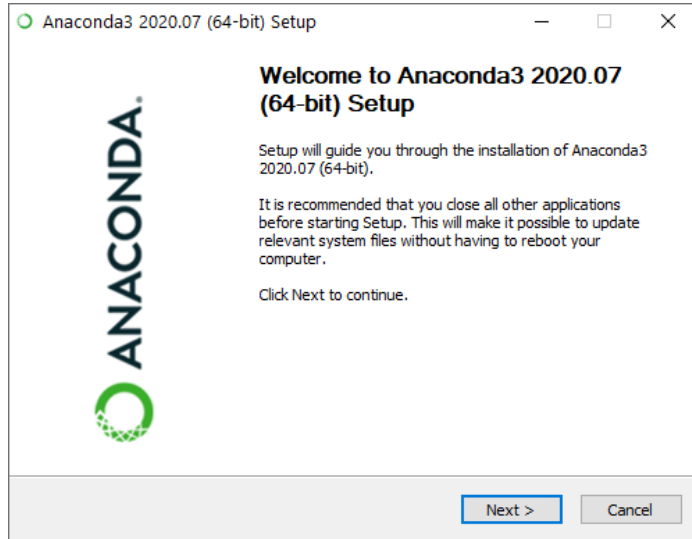 Anaconda3 2020.07 (64-bit) Setup
Welcome to Anaconda3 2020.07
(64-bit) Setup
ANACONDA.
Setup will guide you through the installation of Anaconda3
2020.07 (64-bit).
It is recommended that you close all other applications
before starting Setup. This will make it possible to update
relevant system files without having to reboot your
computer.
Click Next to continue.
Next >
Cancel